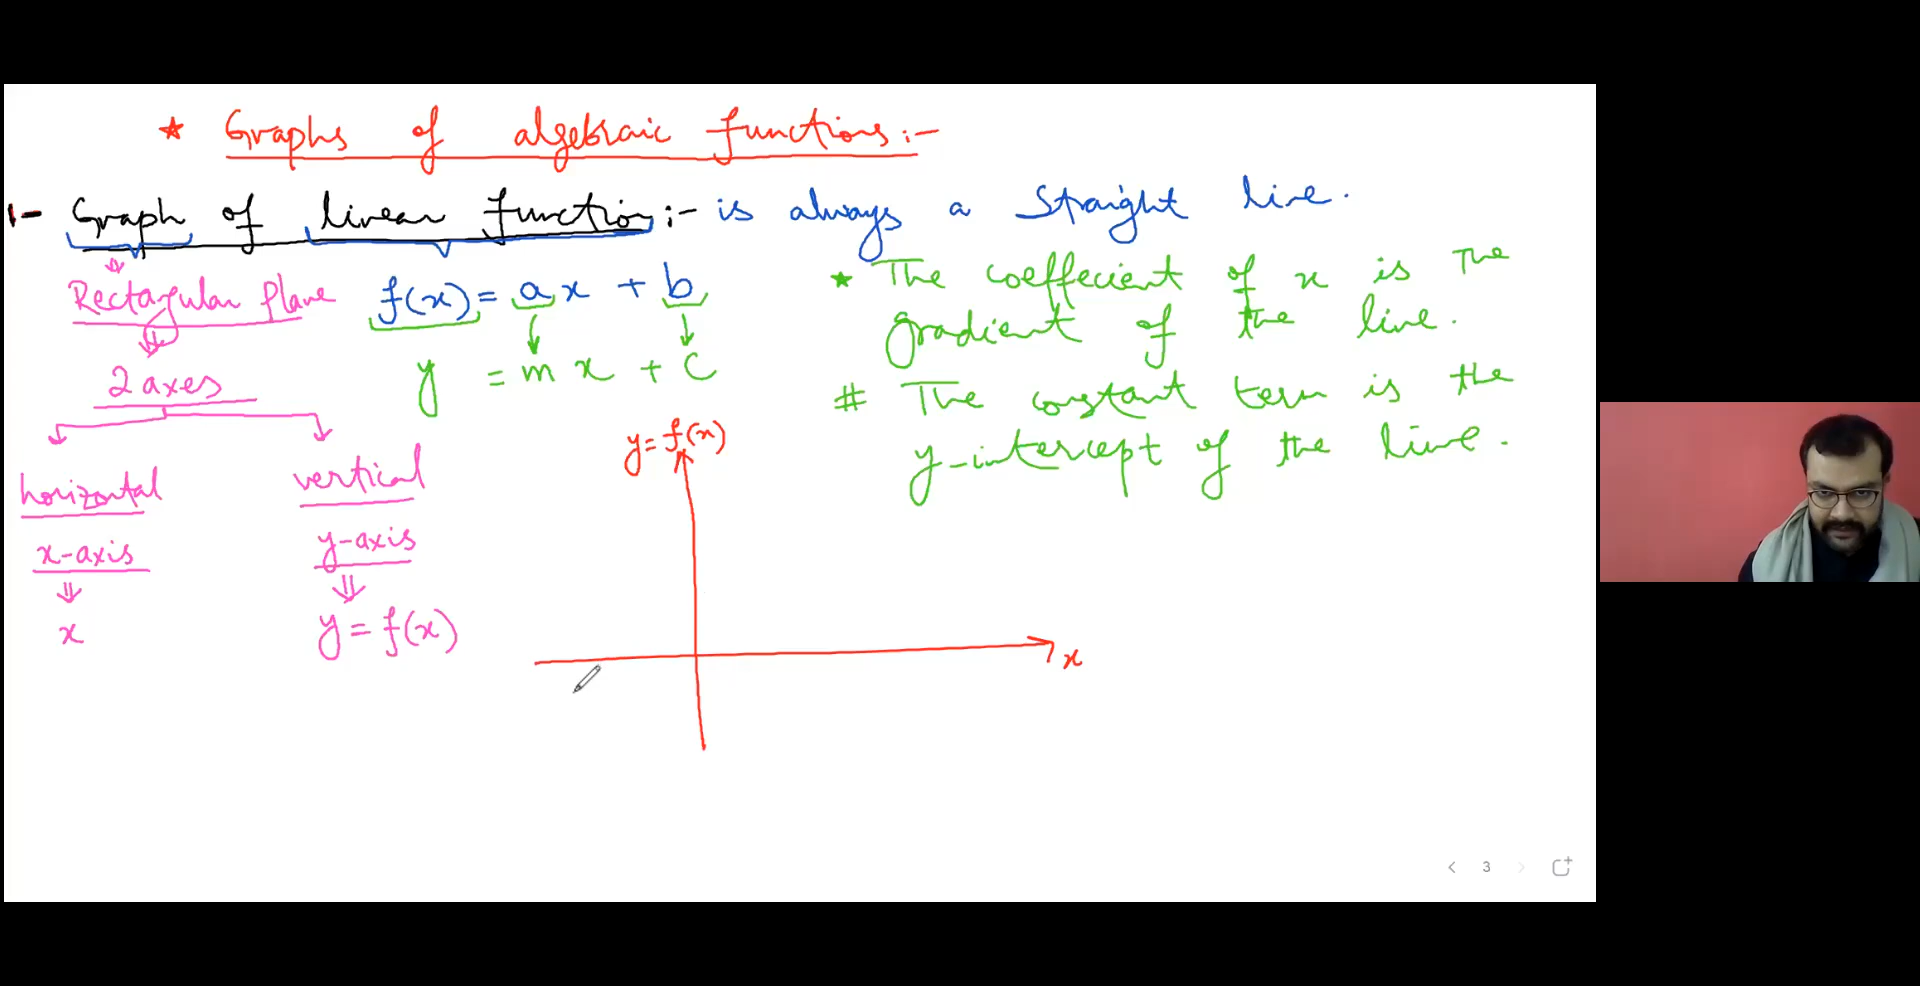 ★ Graphs of algebraic functions:-
1- Graph of linear function:- is always a straight line.
Rectangular Plane
2 axes
horizontal
x-axis
⇓
x
vertical
y-axis
⇓
y = f(x)
f(x) = ax + b
y = mx + c
y = f(x)
x
★ The coeffecient of x is the
gradient of the line.
# The constant term is the
y-intercept of the line.
< 3 >